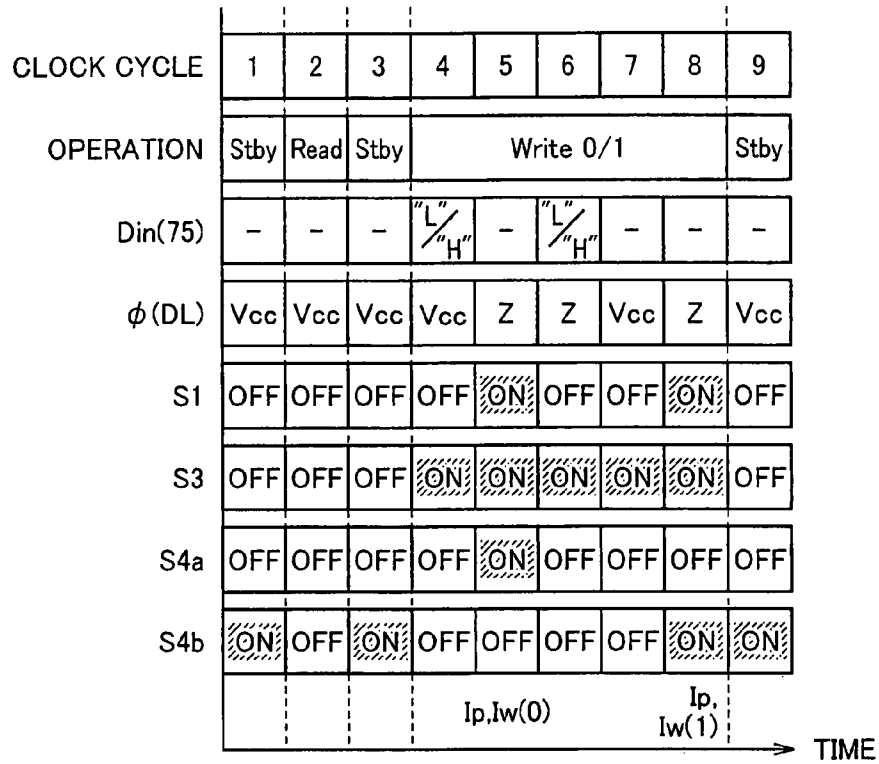 CLOCK CYCLE 1 2 3 4 5 6 7 8 9
OPERATION Stby Read Stby Write 0/1 Stby
Din(75) - - - "L"/"H" - "L"/"H" - - -
ϕ(DL) Vcc Vcc Vcc Vcc Z Z Vcc Z Vcc
S1 OFF OFF OFF OFF ON OFF OFF ON OFF
S3 OFF OFF OFF ON ON ON ON ON OFF
S4a OFF OFF OFF OFF ON OFF OFF OFF OFF
S4b ON OFF ON OFF OFF OFF OFF ON ON
Ip,Iw(0) Ip,
Iw(1)
TIME